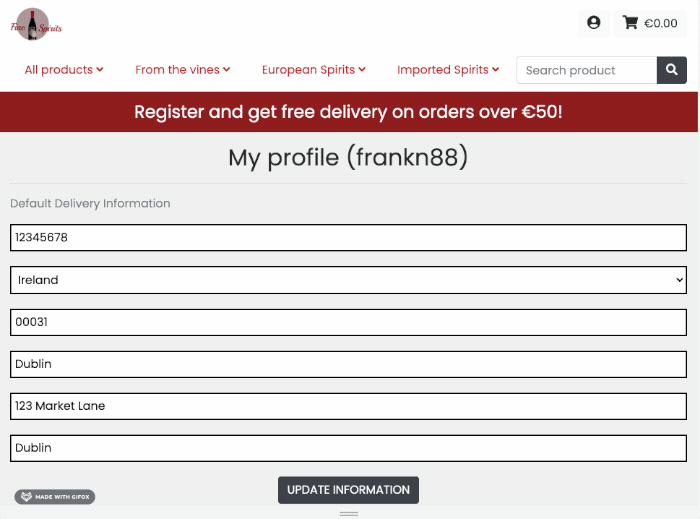 Fine Spirits
€0.00
All products
From the vines
European Spirits
Imported Spirits
Search product
Register and get free delivery on orders over €50!
My profile (frankn88)
Default Delivery Information
12345678
Ireland
00031
Dublin
123 Market Lane
Dublin
UPDATE INFORMATION
MADE WITH GIFOX